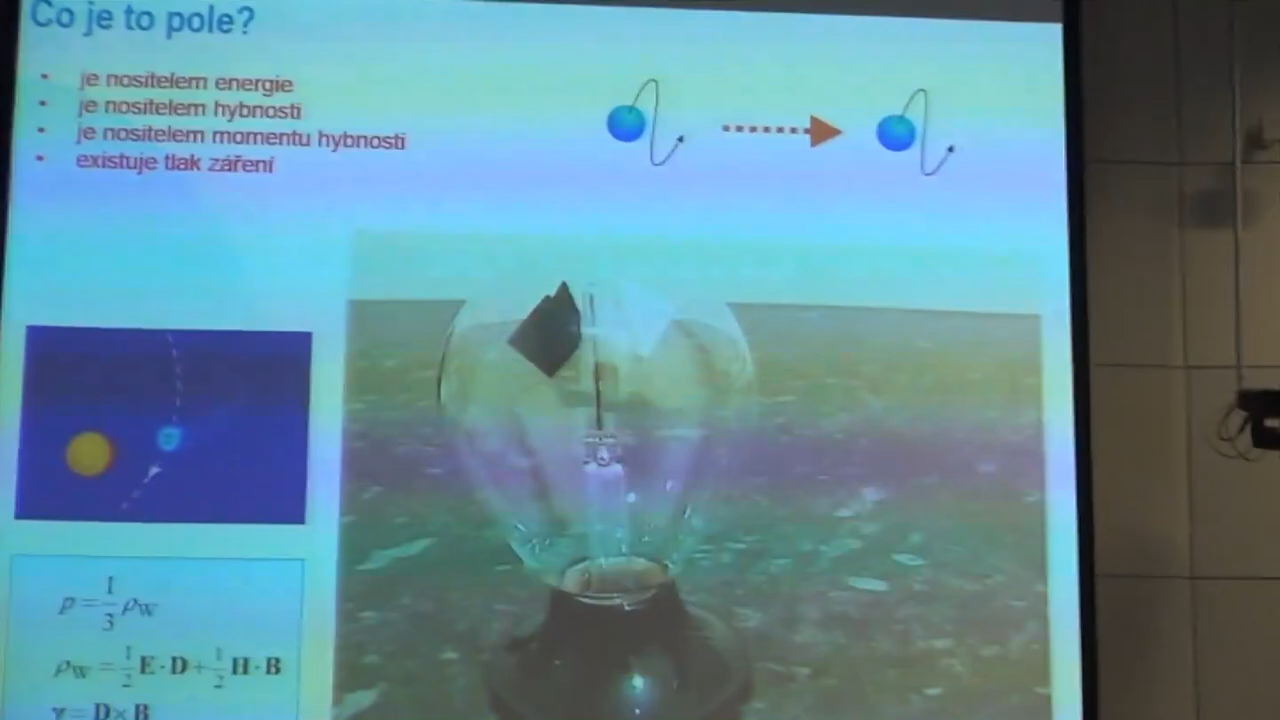 Co je to pole?
• je nositelem energie
• je nositelem hybnosti
• je nositelem momentu hybnosti
• existuje tlak záření
p = 1/3 ρW
ρW = 1/2 E · D + 1/2 H · B
γ = D × B